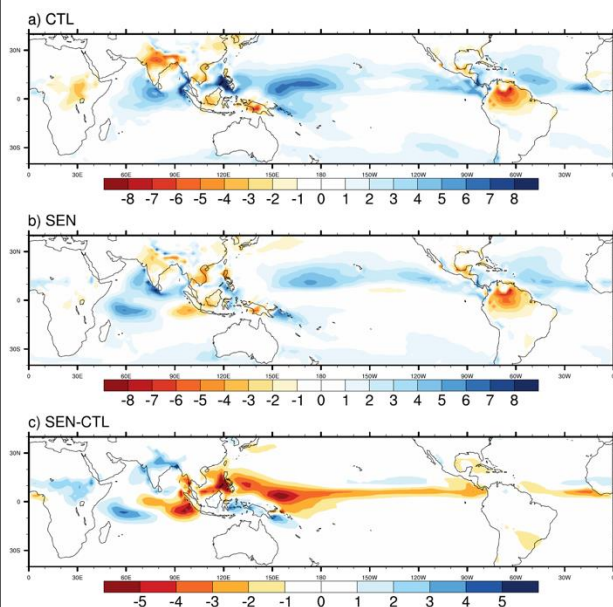 a) CTL
30N
0
30S
0 30E 60E 90E 120E 150E 180 150W 120W 90W 60W 30W
-8 -7 -6 -5 -4 -3 -2 -1 0 1 2 3 4 5 6 7 8
b) SEN
30N
0
30S
0 30E 60E 90E 120E 150E 180 150W 120W 90W 60W 30W
-8 -7 -6 -5 -4 -3 -2 -1 0 1 2 3 4 5 6 7 8
c) SEN-CTL
30N
0
30S
0 30E 60E 90E 120E 150E 180 150W 120W 90W 60W 30W
-5 -4 -3 -2 -1 0 1 2 3 4 5